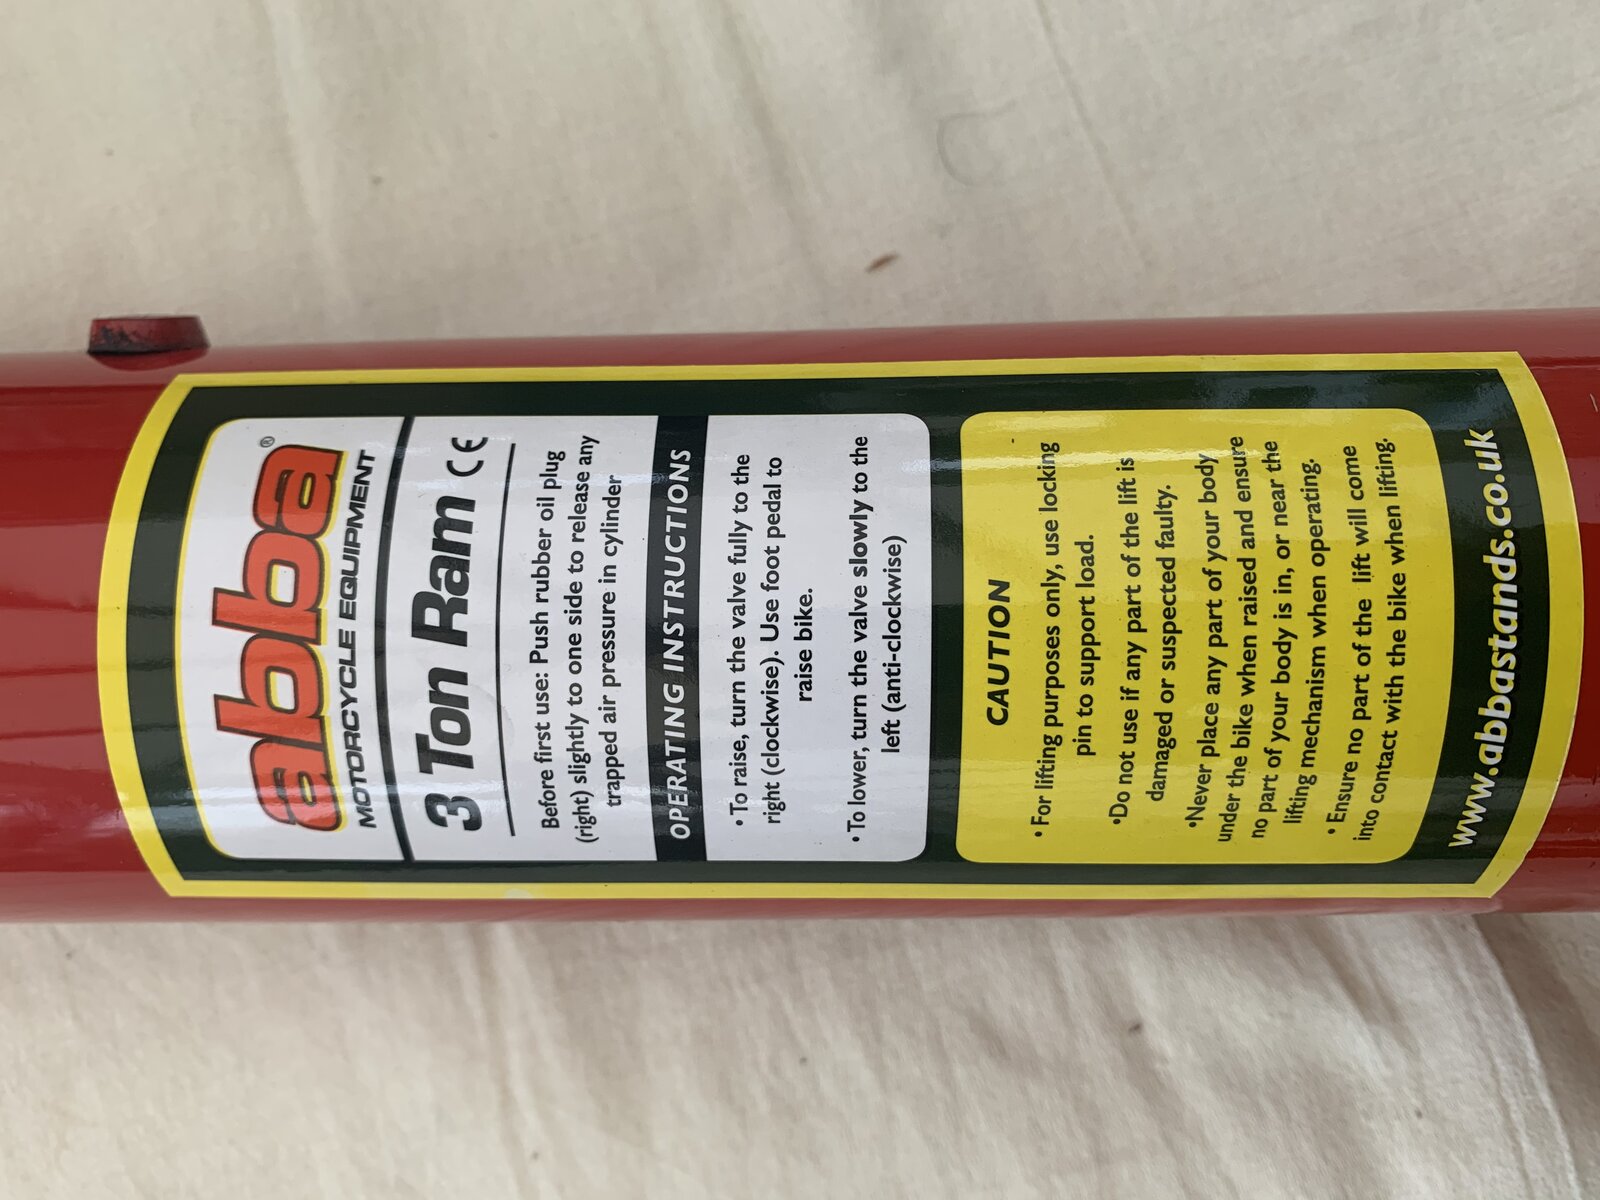 abba®
MOTORCYCLE EQUIPMENT
3 Ton Ram CE
Before first use: Push rubber oil plug
(right) slightly to one side to release any
trapped air pressure in cylinder
OPERATING INSTRUCTIONS
•To raise, turn the valve fully to the
right (clockwise). Use foot pedal to
raise bike.
•To lower, turn the valve slowly to the
left (anti-clockwise)
CAUTION
•For lifting purposes only, use locking
pin to support load.
•Do not use if any part of the lift is
damaged or suspected faulty.
•Never place any part of your body
under the bike when raised and ensure
no part of your body is in, or near the
lifting mechanism when operating.
• Ensure no part of the lift will come
into contact with the bike when lifting.
www.abbastands.co.uk